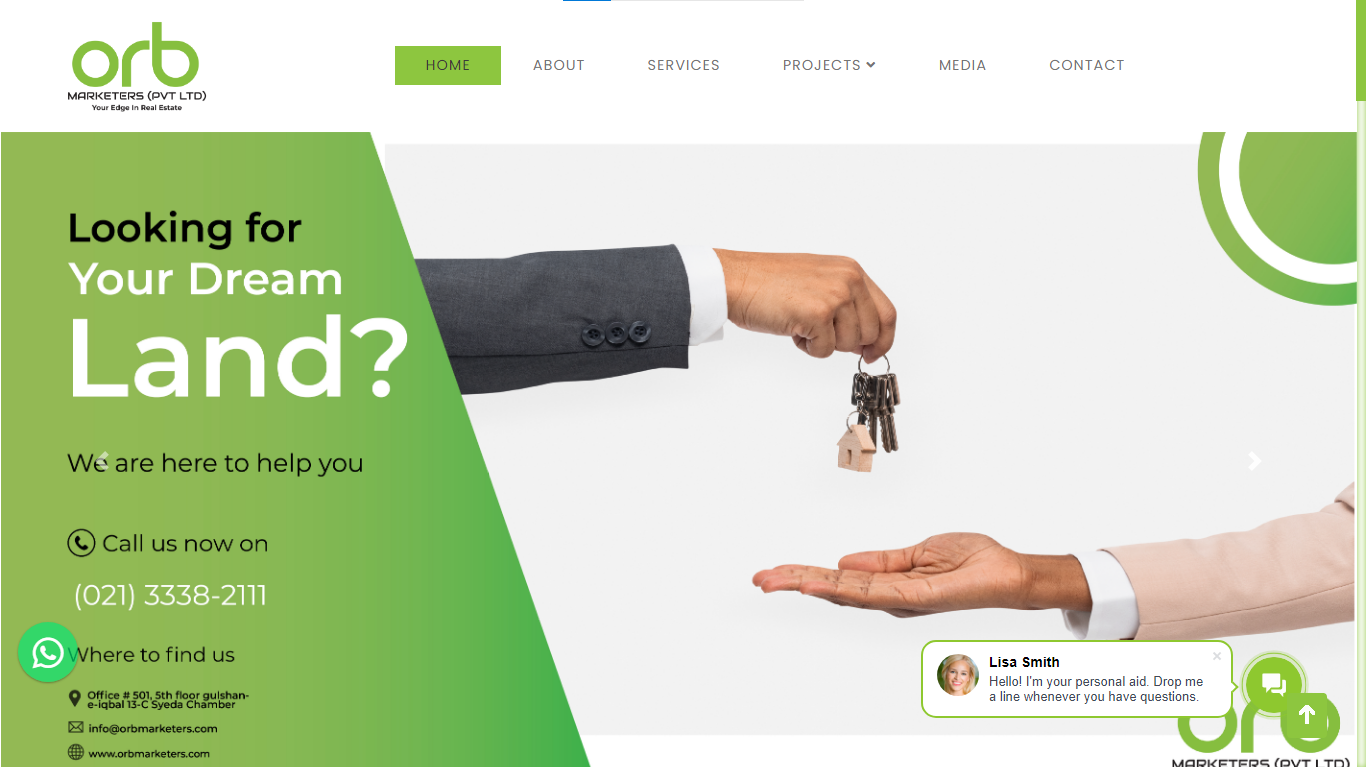 orb
MARKETERS (PVT LTD)
Your Edge In Real Estate
HOME
ABOUT
SERVICES
PROJECTS
MEDIA
CONTACT
Looking for
Your Dream
Land?
We are here to help you
Call us now on
(021) 3338-2111
Where to find us
Office # 501, 5th floor gulshan-
e-iqbal 13-C Syeda Chamber
info@orbmarketers.com
www.orbmarketers.com
Lisa Smith
×
Hello! I'm your personal aid. Drop me
a line whenever you have questions.
orb
MARKETERS (PVT LTD)